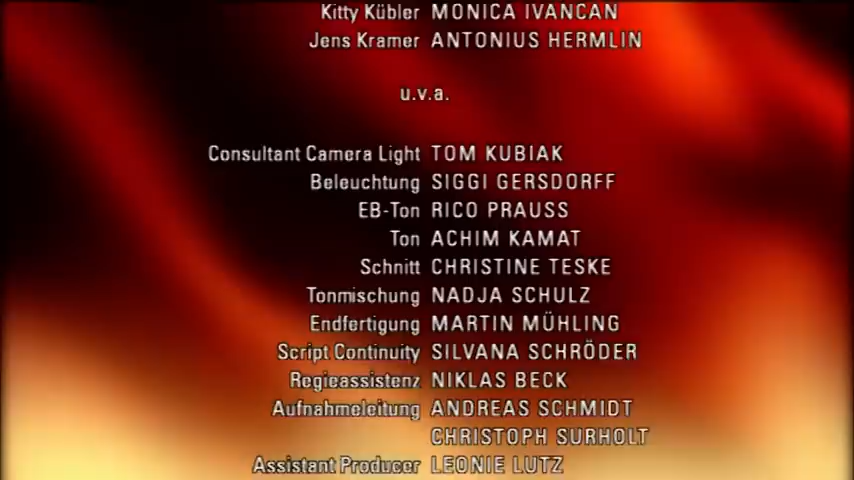 Kitty Kübler MONICA IVANCAN
Jens Kramer ANTONIUS HERMLIN
u.v.a.
Consultant Camera Light TOM KUBIAK
Beleuchtung SIGGI GERSDORFF
EB-Ton RICO PRAUSS
Ton ACHIM KAMAT
Schnitt CHRISTINE TESKE
Tonmischung NADJA SCHULZ
Endfertigung MARTIN MÜHLING
Script Continuity SILVANA SCHRÖDER
Regieassistenz NIKLAS BECK
Aufnahmeleitung ANDREAS SCHMIDT
CHRISTOPH SURHOLT
Assistant Producer LEONIE LUTZ